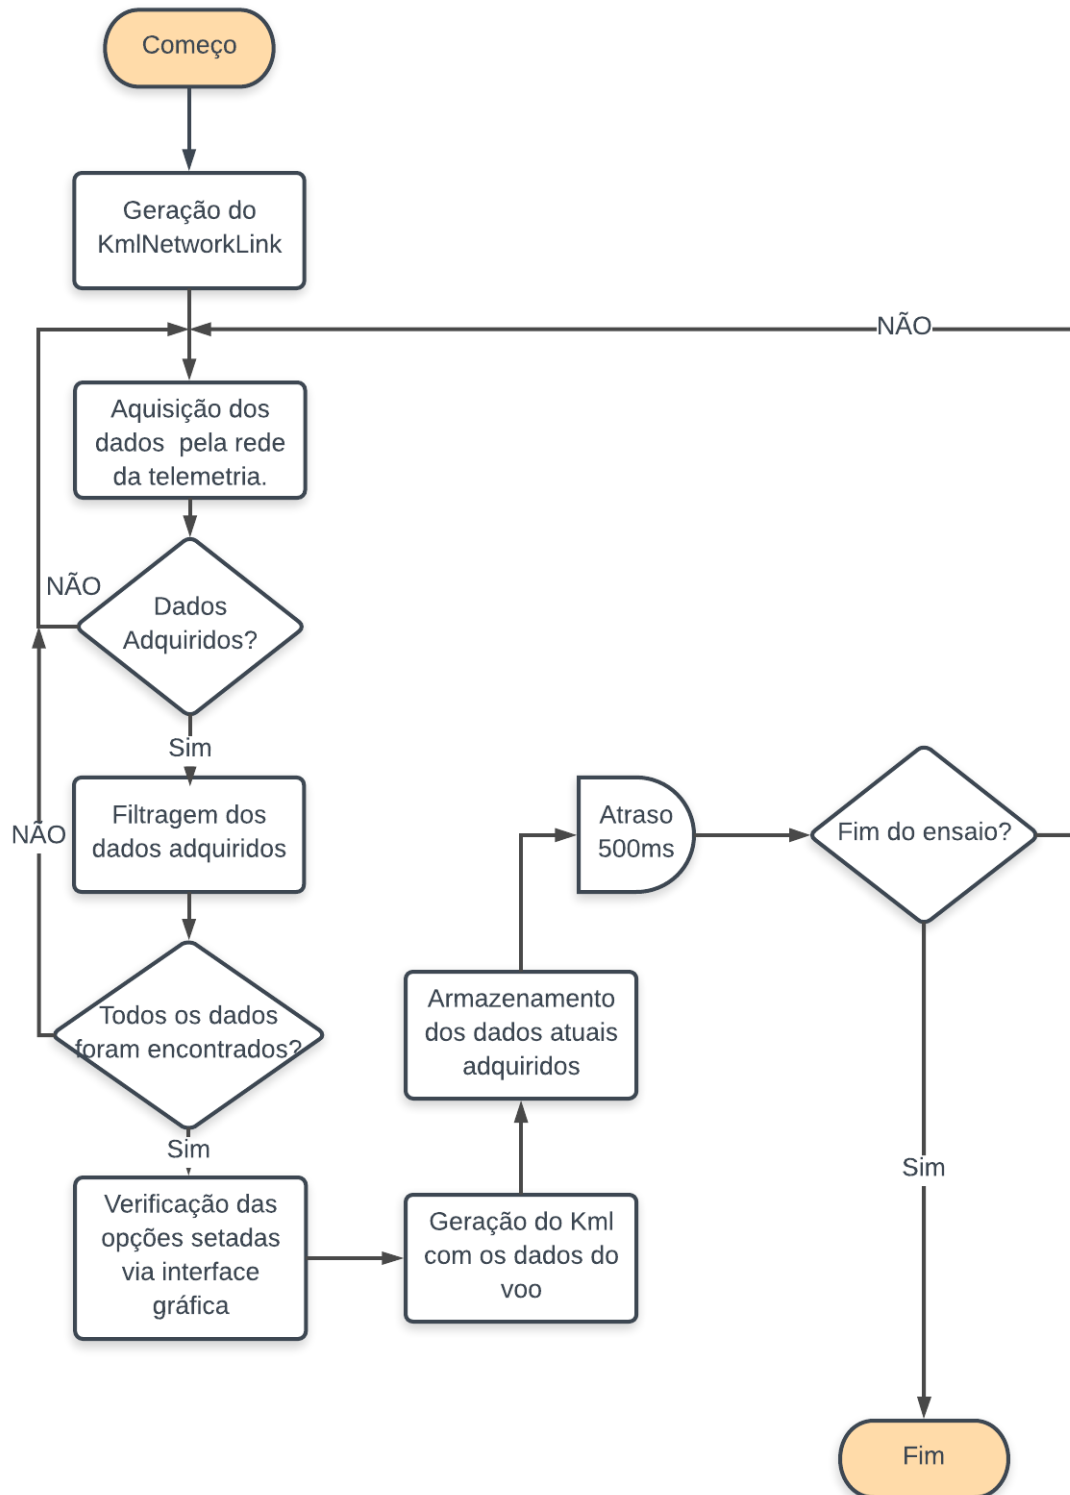 Começo
Geração do
KmlNetworkLink
NÃO
Aquisição dos
dados pela rede
da telemetria.
NÃO
Dados
Adquiridos?
Sim
Filtragem dos
dados adquiridos
NÃO
Todos os dados
foram encontrados?
Sim
Verificação das
opções setadas
via interface
gráfica
Geração do Kml
com os dados do
voo
Armazenamento
dos dados atuais
adquiridos
Atraso
500ms
Fim do ensaio?
Sim
Fim